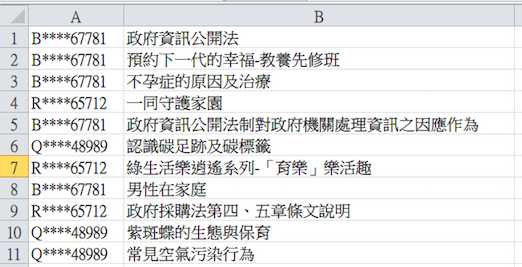 A B
1 B****67781 政府資訊公開法
2 B****67781 預約下一代的幸福-教養先修班
3 B****67781 不孕症的原因及治療
4 R****65712 一同守護家園
5 B****67781 政府資訊公開法制對政府機關處理資訊之因應作為
6 Q****48989 認識碳足跡及碳標籤
7 R****65712 綠生活樂逍遙系列-「育樂」樂活趣
8 B****67781 男性在家庭
9 R****65712 政府採購法第四、五章條文說明
10 Q****48989 紫斑蝶的生態與保育
11 Q****48989 常見空氣污染行為